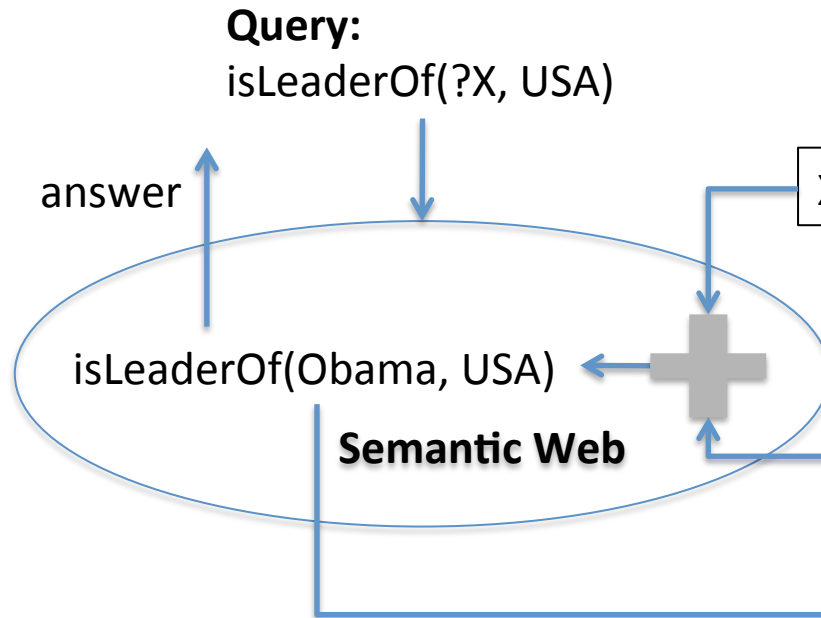 Query:
isLeaderOf(?X, USA)
answer
isLeaderOf(Obama, USA)
Semantic Web